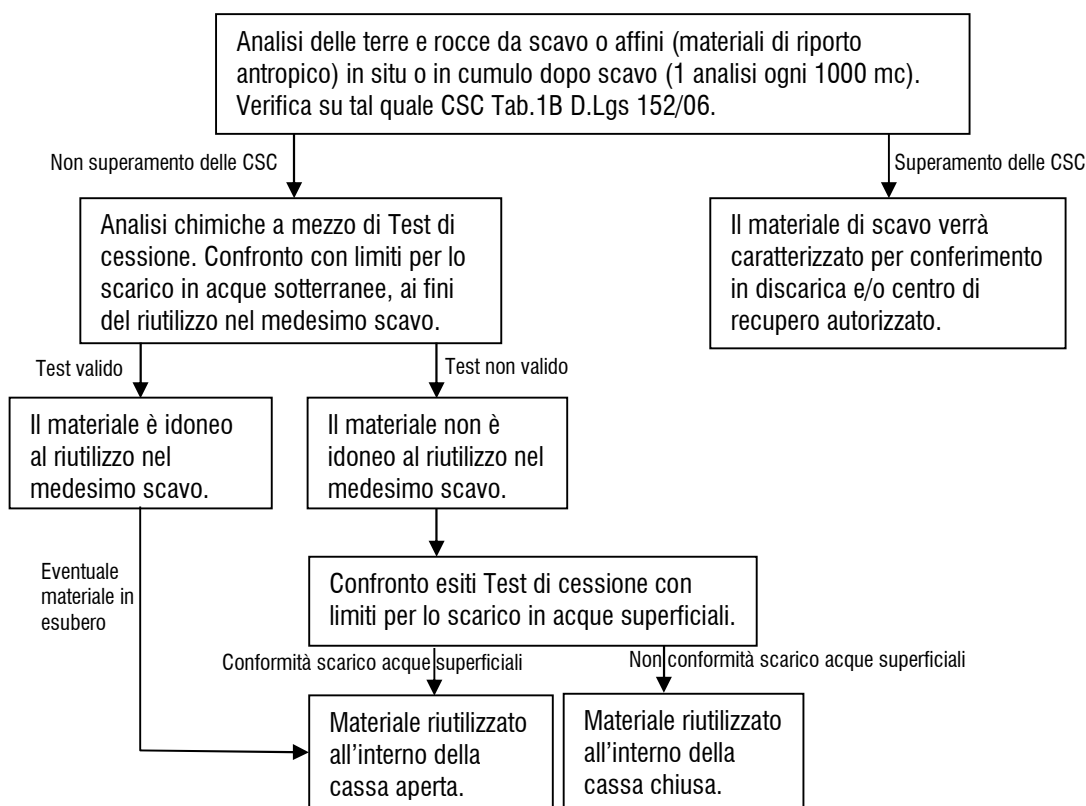 Analisi delle terre e rocce da scavo o affini (materiali di riporto
antropico) in situ o in cumulo dopo scavo (1 analisi ogni 1000 mc).
Verifica su tal quale CSC Tab.1B D.Lgs 152/06.
Non superamento delle CSC
Superamento delle CSC
Analisi chimiche a mezzo di Test di
cessione. Confronto con limiti per lo
scarico in acque sotterranee, ai fini
del riutilizzo nel medesimo scavo.
Il materiale di scavo verrà
caratterizzato per conferimento
in discarica e/o centro di
recupero autorizzato.
Test valido
Test non valido
Il materiale è idoneo
al riutilizzo nel
medesimo scavo.
Il materiale non è
idoneo al riutilizzo nel
medesimo scavo.
Eventuale
materiale in
esubero
Confronto esiti Test di cessione con
limiti per lo scarico in acque superficiali.
Conformità scarico acque superficiali
Non conformità scarico acque superficiali
Materiale riutilizzato
all'interno della
cassa aperta.
Materiale riutilizzato
all'interno della
cassa chiusa.